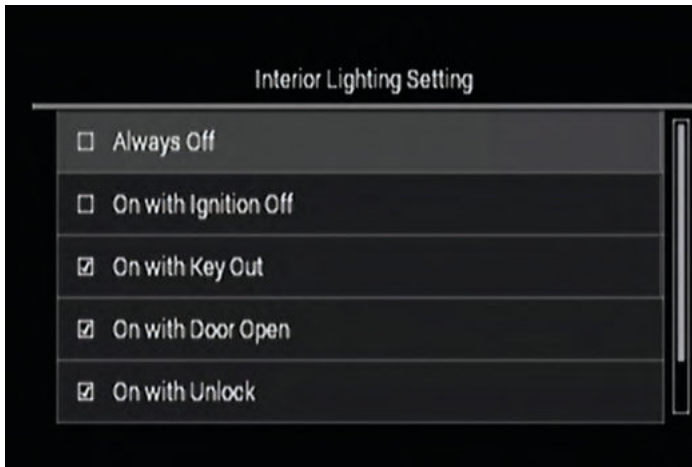 Interior Lighting Setting
Always Off
On with Ignition Off
On with Key Out
On with Door Open
On with Unlock